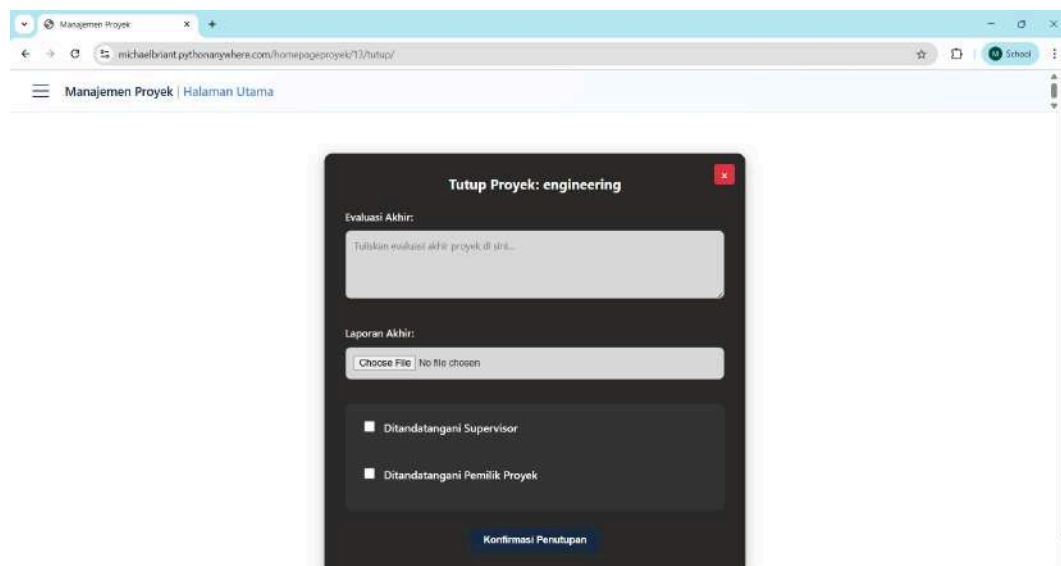 Manajemen Proyek
michaelbriant.pythonanywhere.com/homepageproyek/13/tutup/
School
Manajemen Proyek | Halaman Utama
Tutup Proyek: engineering
x
Evaluasi Akhir:
Tuliskan evaluasi akhir proyek di sini...
Laporan Akhir:
Choose File No file chosen
Ditandatangani Supervisor
Ditandatangani Pemilik Proyek
Konfirmasi Penutupan